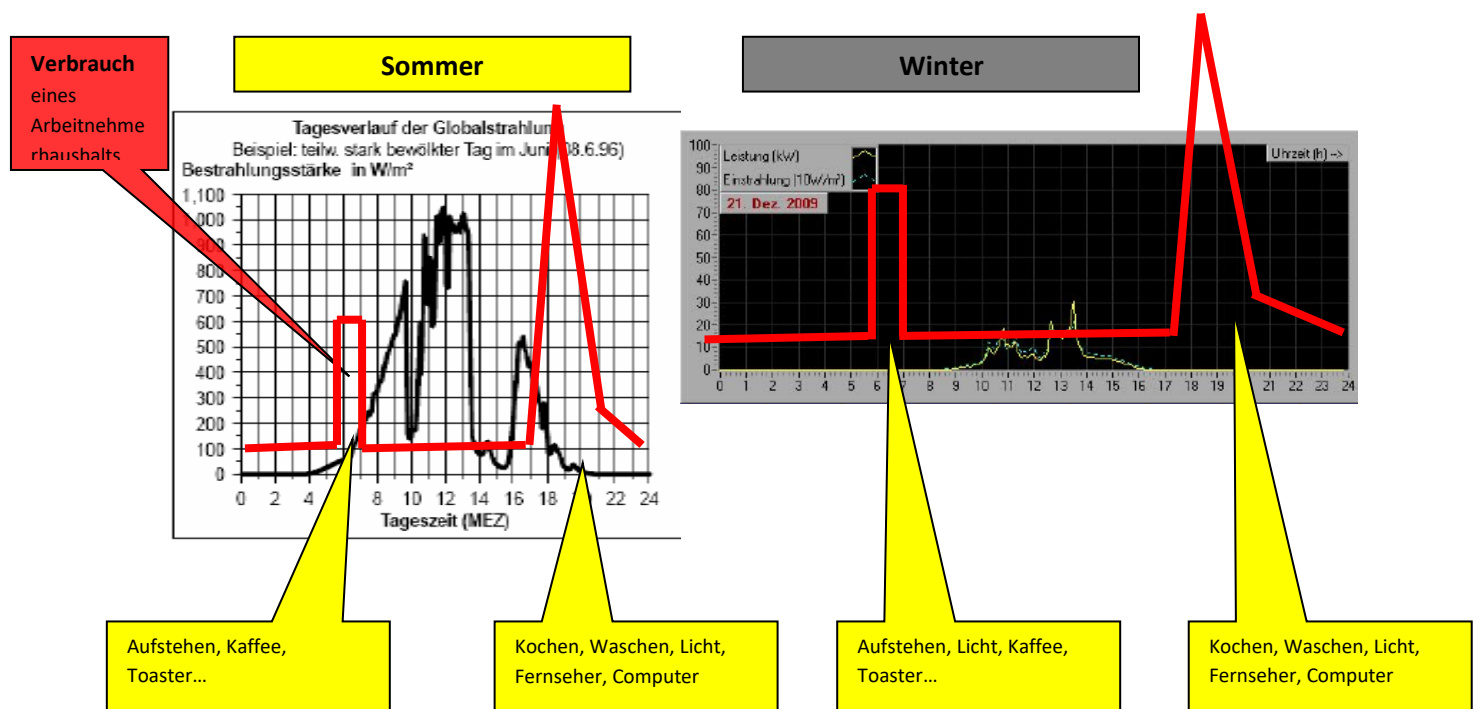 Verbrauch
eines
Arbeitnehme
rhaushalts
Sommer
Winter
Tagesverlauf der Globalstrahlun
Beispiel: teilw. stark bewölkter Tag im Juni 8.6.96)
Bestrahlungsstärke in W/m²
1,100
000
900
800
700
600
500
400
300
200
100
0
0 2 4 8 10 12 14 16 18 22 24
Tageszeit (MEZ)
Leistung (kW)
Einstrahlung (10W/m²)
21. Dez. 2009
Uhrzeit (h) -->
100
90
80
70
60
50
40
30
20
10
0
0 1 2 3 4 5 6 7 8 9 10 11 12 13 14 15 16 17 18 19 21 22 23 24
Aufstehen, Kaffee,
Toaster…
Kochen, Waschen, Licht,
Fernseher, Computer
Aufstehen, Licht, Kaffee,
Toaster…
Kochen, Waschen, Licht,
Fernseher, Computer